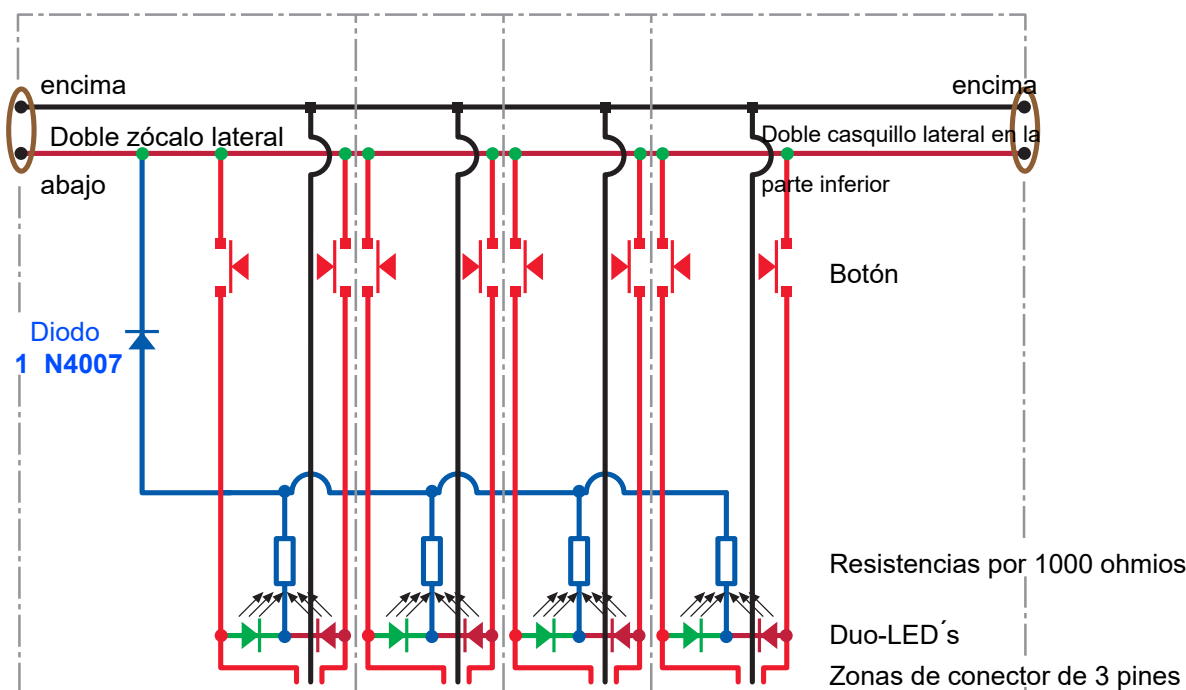 encima
encima
Doble zócalo lateral
Doble casquillo lateral en la
abajo
parte inferior
Botón
Diodo
1 N4007
Resistencias por 1000 ohmios
Duo-LED´s
Zonas de conector de 3 pines